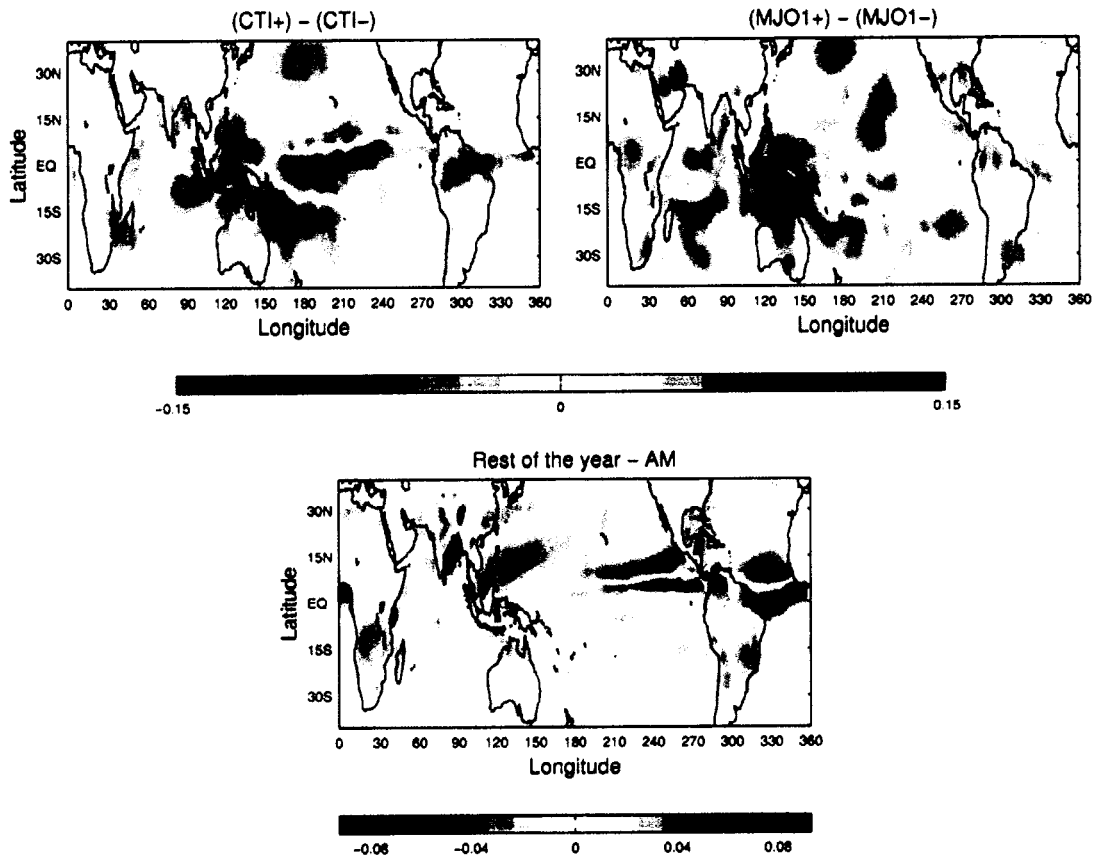 (CTI+) − (CTI−)
(MJO1+) − (MJO1−)
30N
15N
EQ
15S
30S
Latitude
0 30 60 90 120 150 180 210 240 270 300 330 360
Longitude
30N
15N
EQ
15S
30S
0 30 60 90 120 150 180 210 240 270 300 330 360
Longitude
−0.15 0 0.15
Rest of the year − AM
30N
15N
EQ
15S
30S
Latitude
0 30 60 90 120 150 180 210 240 270 300 330 360
Longitude
−0.06 −0.04 0 0.04 0.08